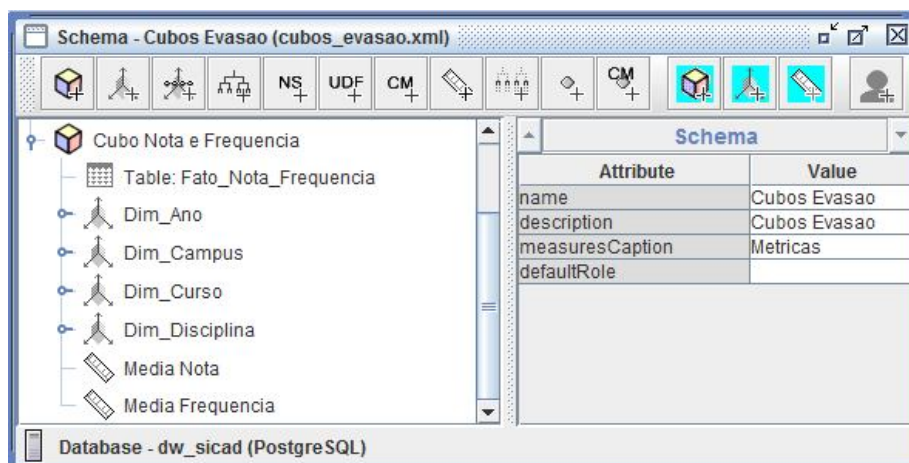 Schema - Cubos Evasao (cubos_evasao.xml)
NS UDF CM CM
Cubo Nota e Frequencia
Table: Fato_Nota_Frequencia
Dim_Ano
Dim_Campus
Dim_Curso
Dim_Disciplina
Media Nota
Media Frequencia
Schema
Attribute Value
name Cubos Evasao
description Cubos Evasao
measuresCaption Metricas
defaultRole
Database - dw_sicad (PostgreSQL)